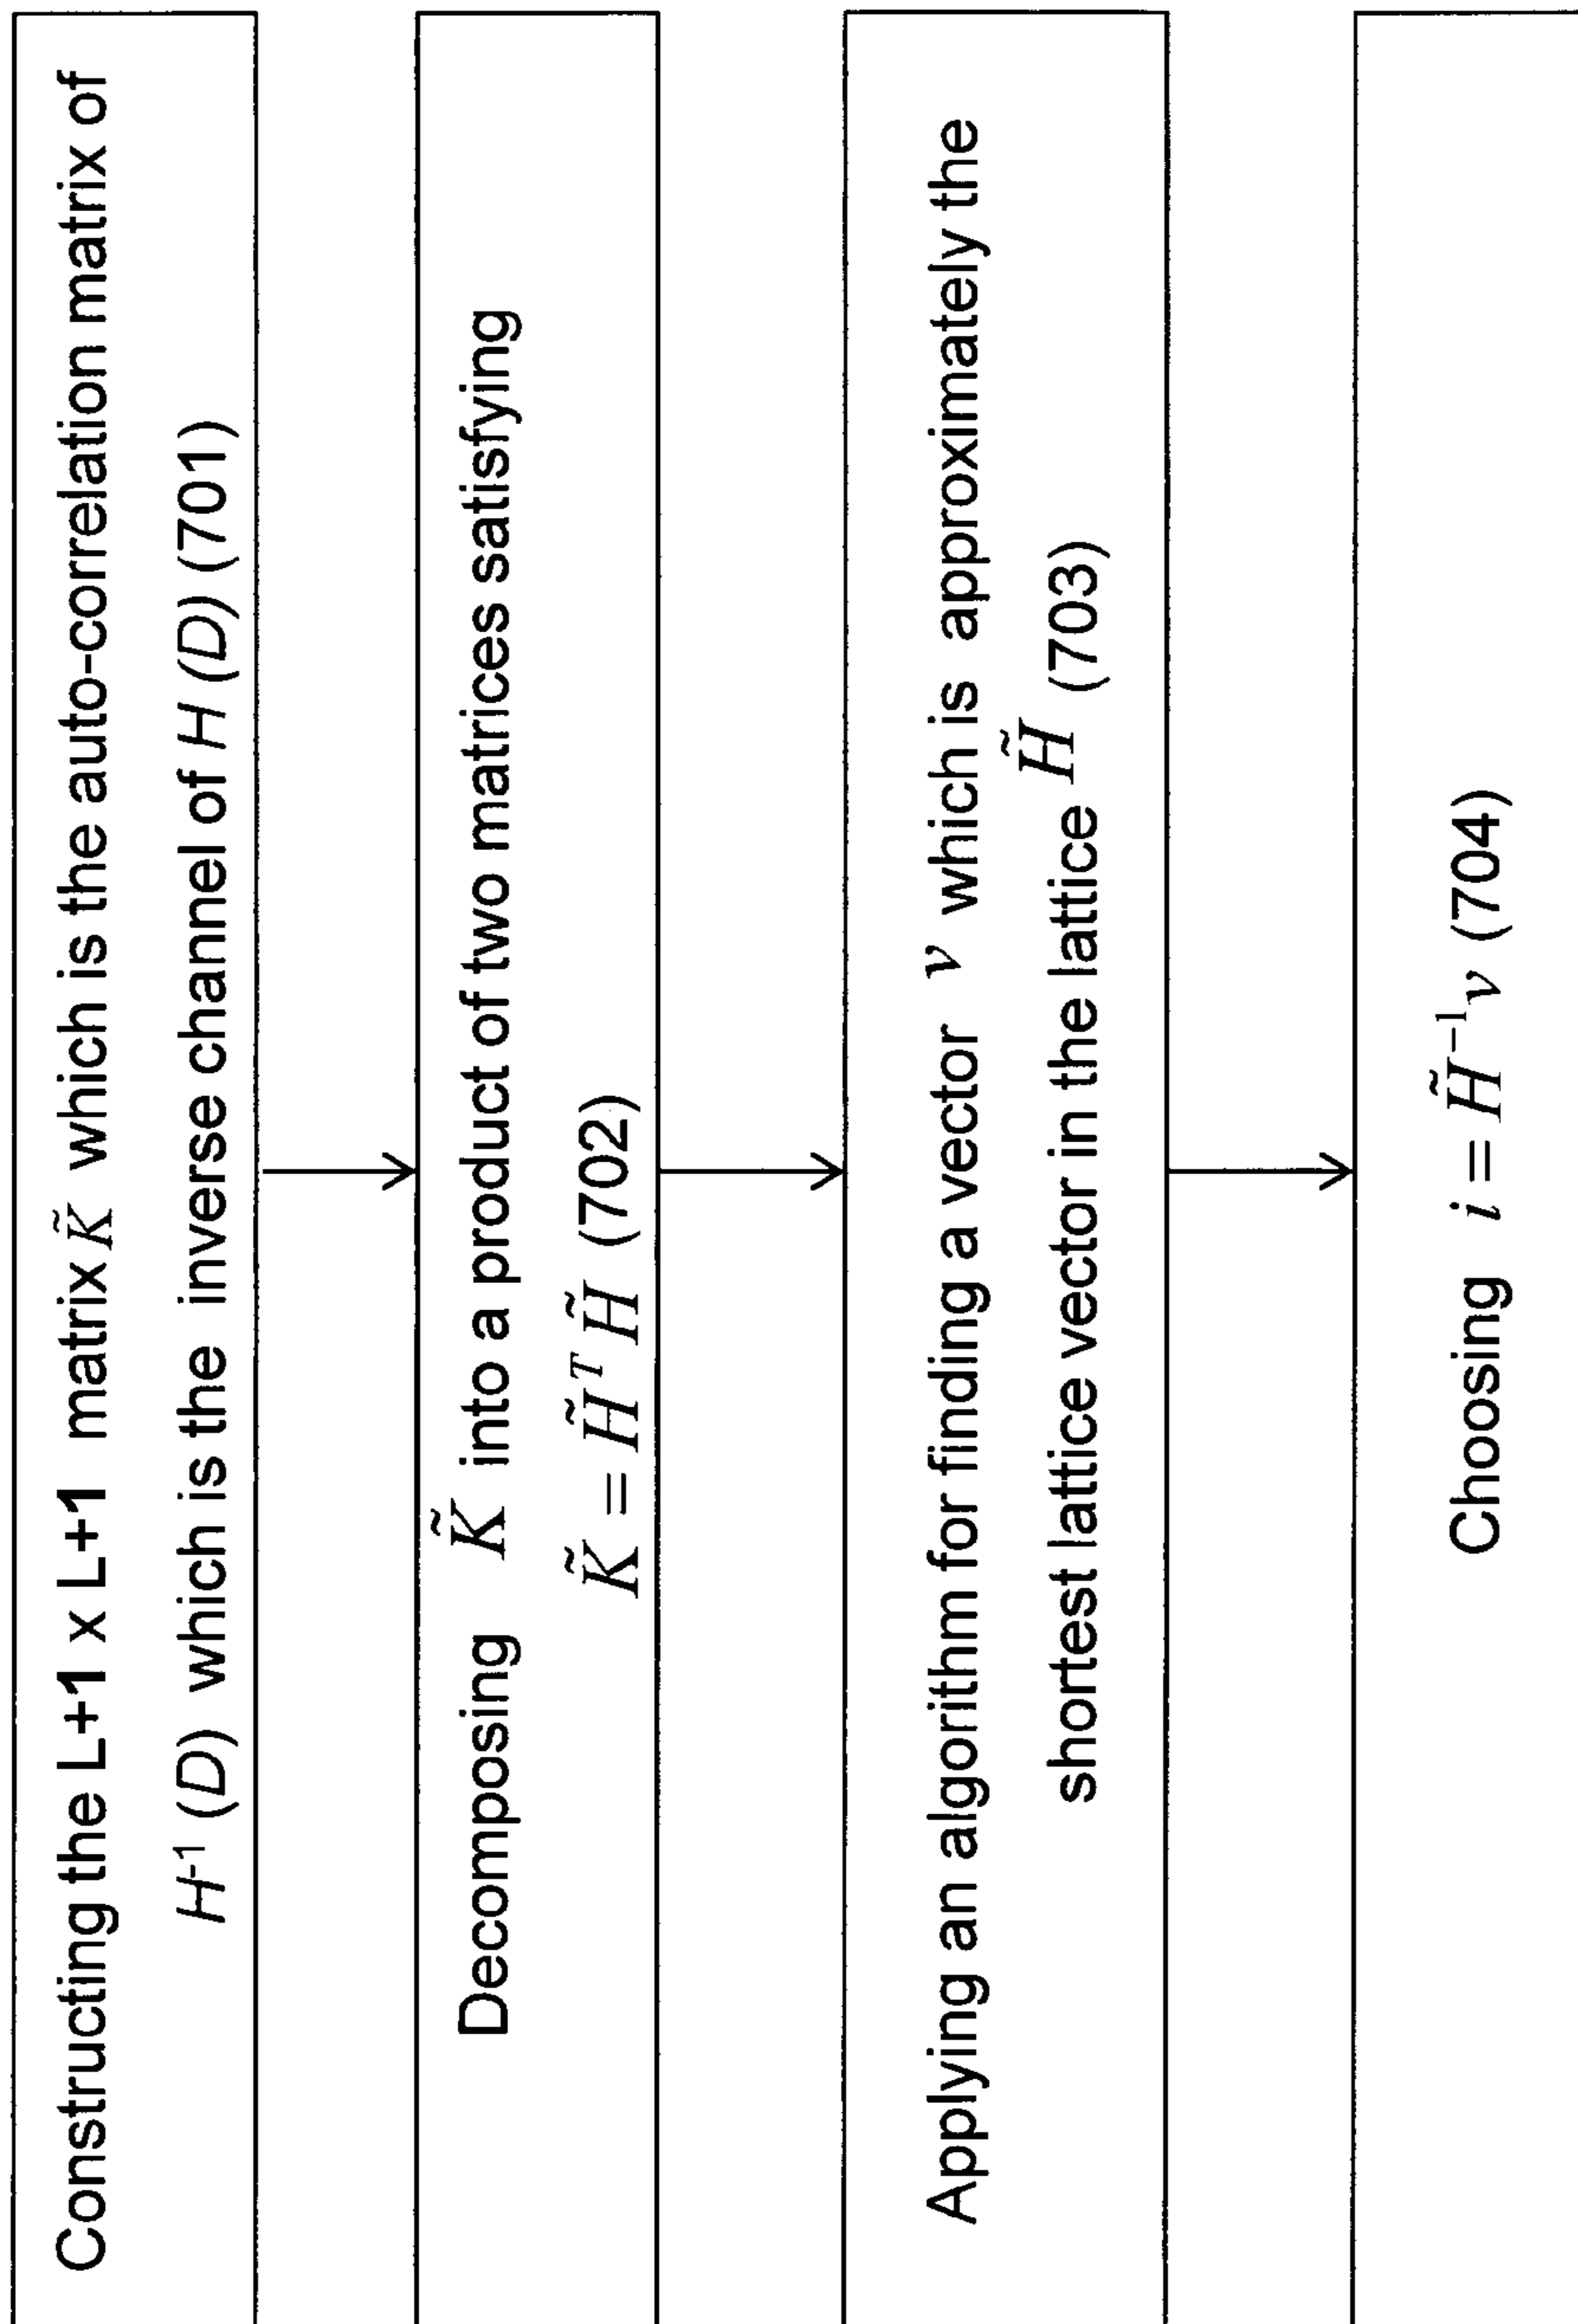 Constructing the L+1 x L+1 matrix K̃ which is the auto-correlation matrix of
H⁻¹ (D) which is the inverse channel of H (D) (701)
Decomposing K̃ into a product of two matrices satisfying
K̃ = H̃ᵀ H̃ (702)
Applying an algorithm for finding a vector v which is approximately the
shortest lattice vector in the lattice H̃ (703)
Choosing i = H̃⁻¹v (704)